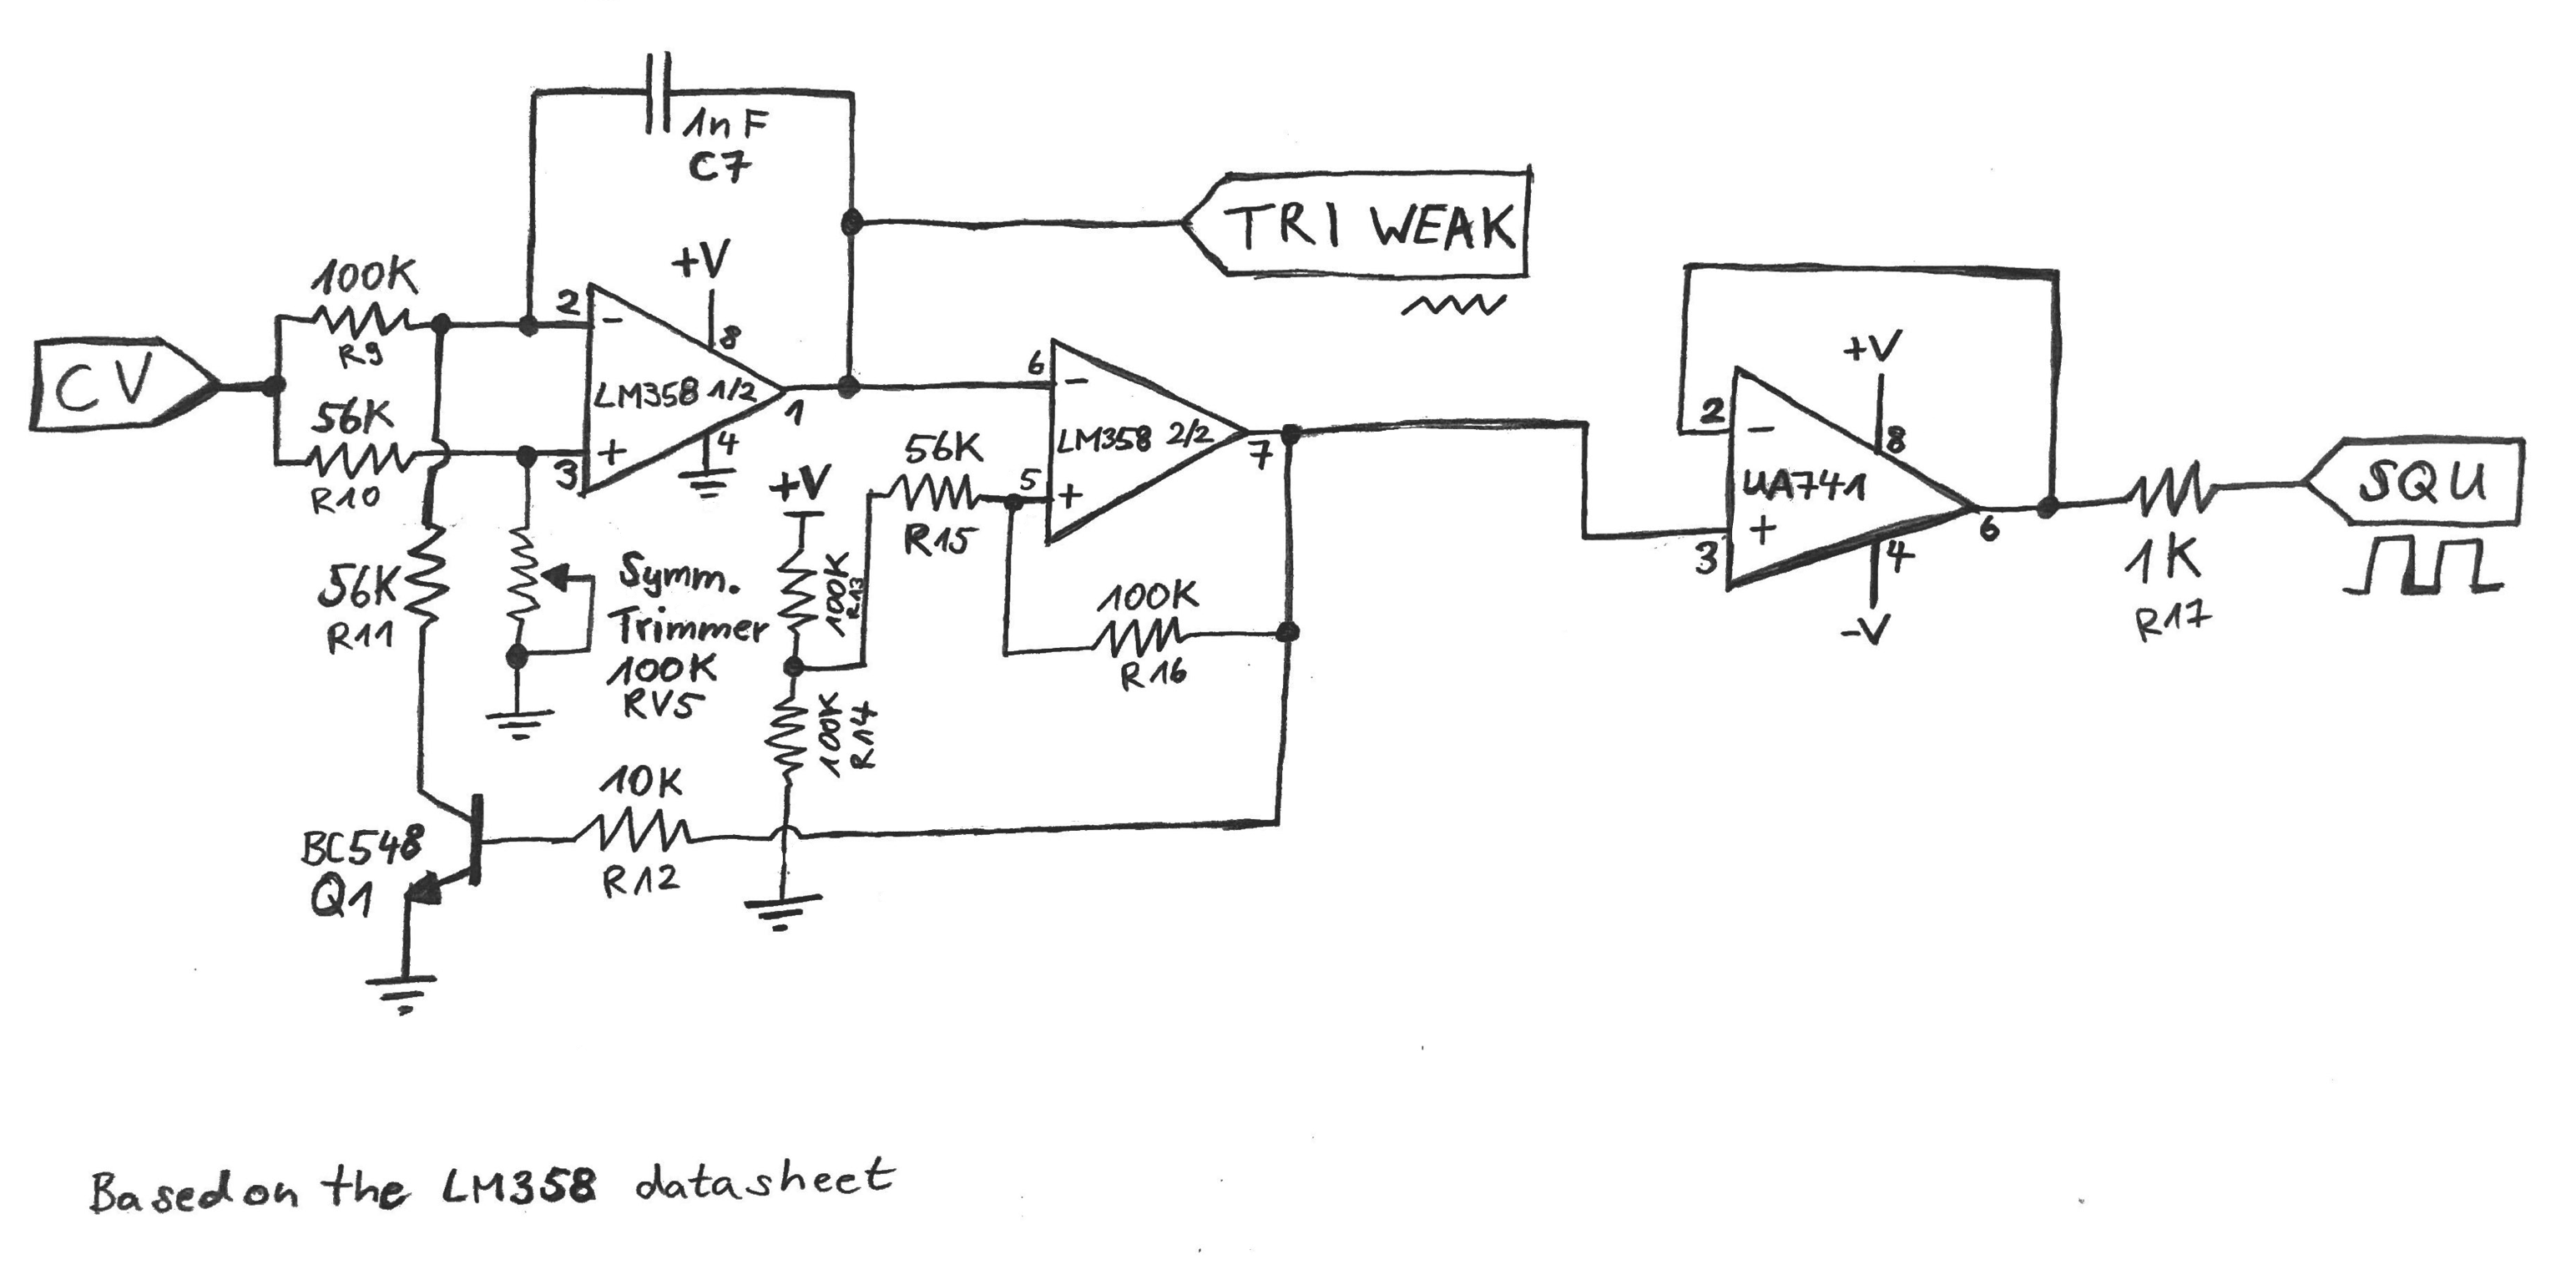 1nF
C7
TRI WEAK
+V
100K
R9
2
-
8
CV
LM358 1/2
1
56K
R10
3
+
4
6
-
LM358 2/2
7
56K
R15
5
+
+V
100K
R13
Symm.
Trimmer
100K
RV5
56K
R11
100K
R16
100K
R14
10K
R12
BC548
Q1
+V
2
-
8
UA741
6
3
+
4
-V
1K
R17
SQU
Based on the LM358 datasheet